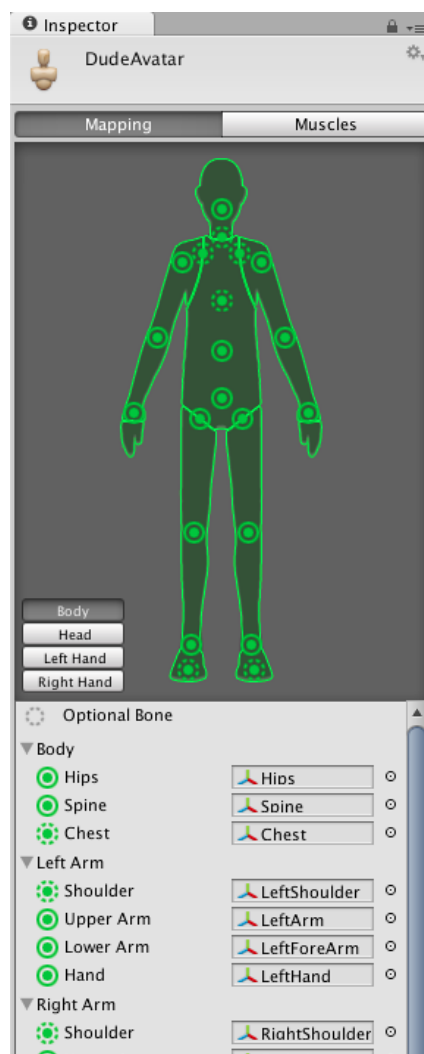 Inspector
DudeAvatar
Mapping Muscles
Body
Head
Left Hand
Right Hand
Optional Bone
Body
Hips Hips
Spine Spine
Chest Chest
Left Arm
Shoulder LeftShoulder
Upper Arm LeftArm
Lower Arm LeftForeArm
Hand LeftHand
Right Arm
Shoulder RightShoulder